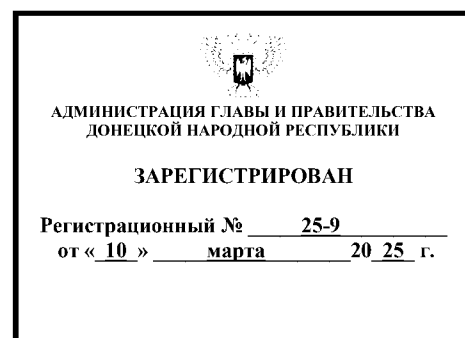 АДМИНИСТРАЦИЯ ГЛАВЫ И ПРАВИТЕЛЬСТВА
ДОНЕЦКОЙ НАРОДНОЙ РЕСПУБЛИКИ
ЗАРЕГИСТРИРОВАН
Регистрационный № 25-9
от « 10 » марта 20 25 г.